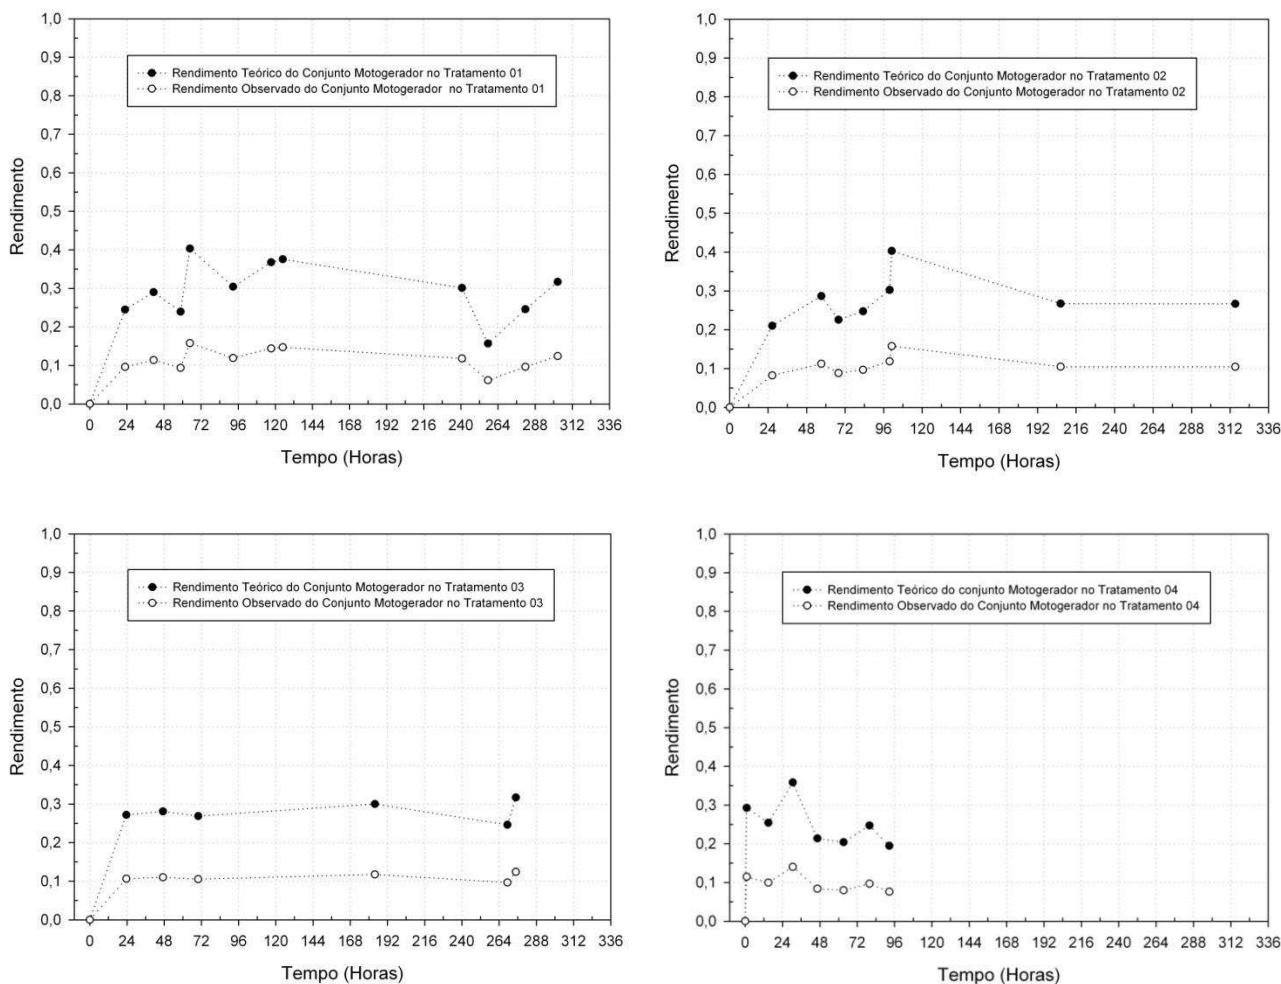 1,0
0,9
0,8
0,7
0,6
0,5
0,4
0,3
0,2
0,1
0,0
Rendimento
Rendimento Teórico do Conjunto Motogerador no Tratamento 01
Rendimento Observado do Conjunto Motogerador no Tratamento 01
0 24 48 72 96 120 144 168 192 216 240 264 288 312 336
Tempo (Horas)
1,0
0,9
0,8
0,7
0,6
0,5
0,4
0,3
0,2
0,1
0,0
Rendimento
Rendimento Teórico do Conjunto Motogerador no Tratamento 02
Rendimento Observado do Conjunto Motogerador no Tratamento 02
0 24 48 72 96 120 144 168 192 216 240 264 288 312 336
Tempo (Horas)
1,0
0,9
0,8
0,7
0,6
0,5
0,4
0,3
0,2
0,1
0,0
Rendimento
Rendimento Teórico do Conjunto Motogerador no Tratamento 03
Rendimento Observado do Conjunto Motogerador no Tratamento 03
0 24 48 72 96 120 144 168 192 216 240 264 288 312 336
Tempo (Horas)
1,0
0,9
0,8
0,7
0,6
0,5
0,4
0,3
0,2
0,1
0,0
Rendimento
Rendimento Teórico do conjunto Motogerador no Tratamento 04
Rendimento Observado do Conjunto Motogerador no Tratamento 04
0 24 48 72 96 120 144 168 192 216 240 264 288 312 336
Tempo (Horas)